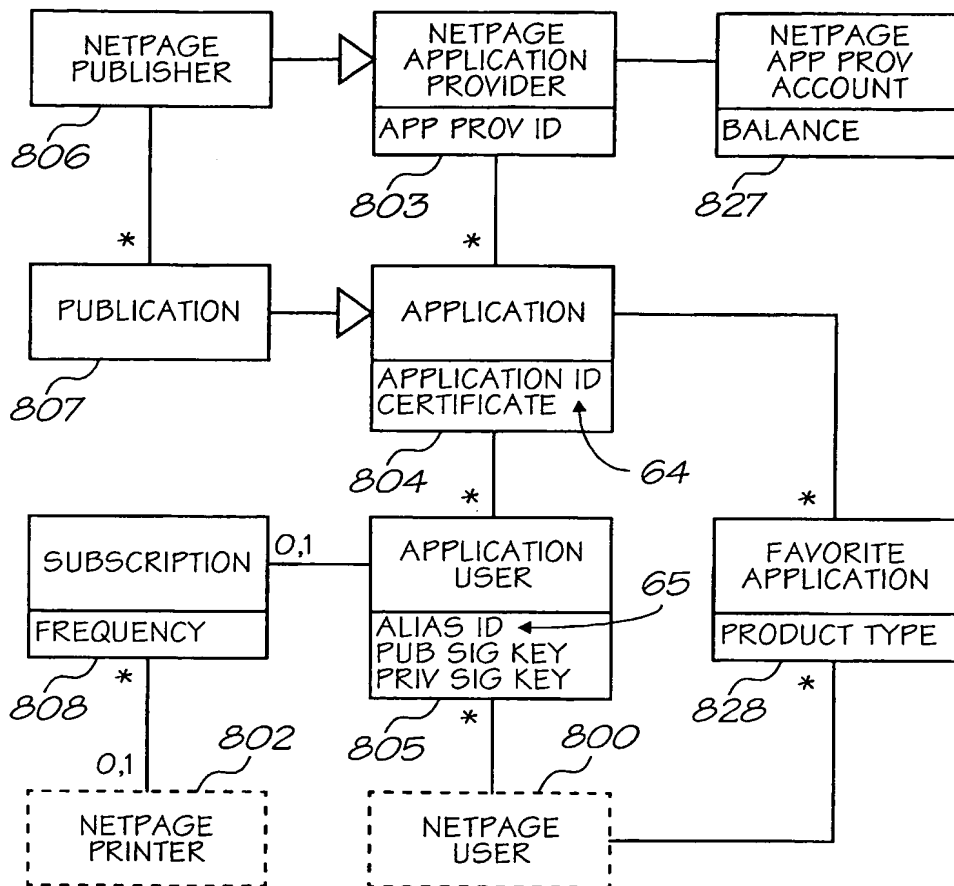 NETPAGE
PUBLISHER
806
NETPAGE
APPLICATION
PROVIDER
APP PROV ID
803
NETPAGE
APP PROV
ACCOUNT
BALANCE
827
*
*
PUBLICATION
807
APPLICATION
APPLICATION ID
CERTIFICATE
64
804
*
*
SUBSCRIPTION
FREQUENCY
808
0,1
APPLICATION
USER
ALIAS ID
PUB SIG KEY
PRIV SIG KEY
65
805
FAVORITE
APPLICATION
PRODUCT TYPE
828
*
*
*
0,1
802
NETPAGE
PRINTER
800
NETPAGE
USER